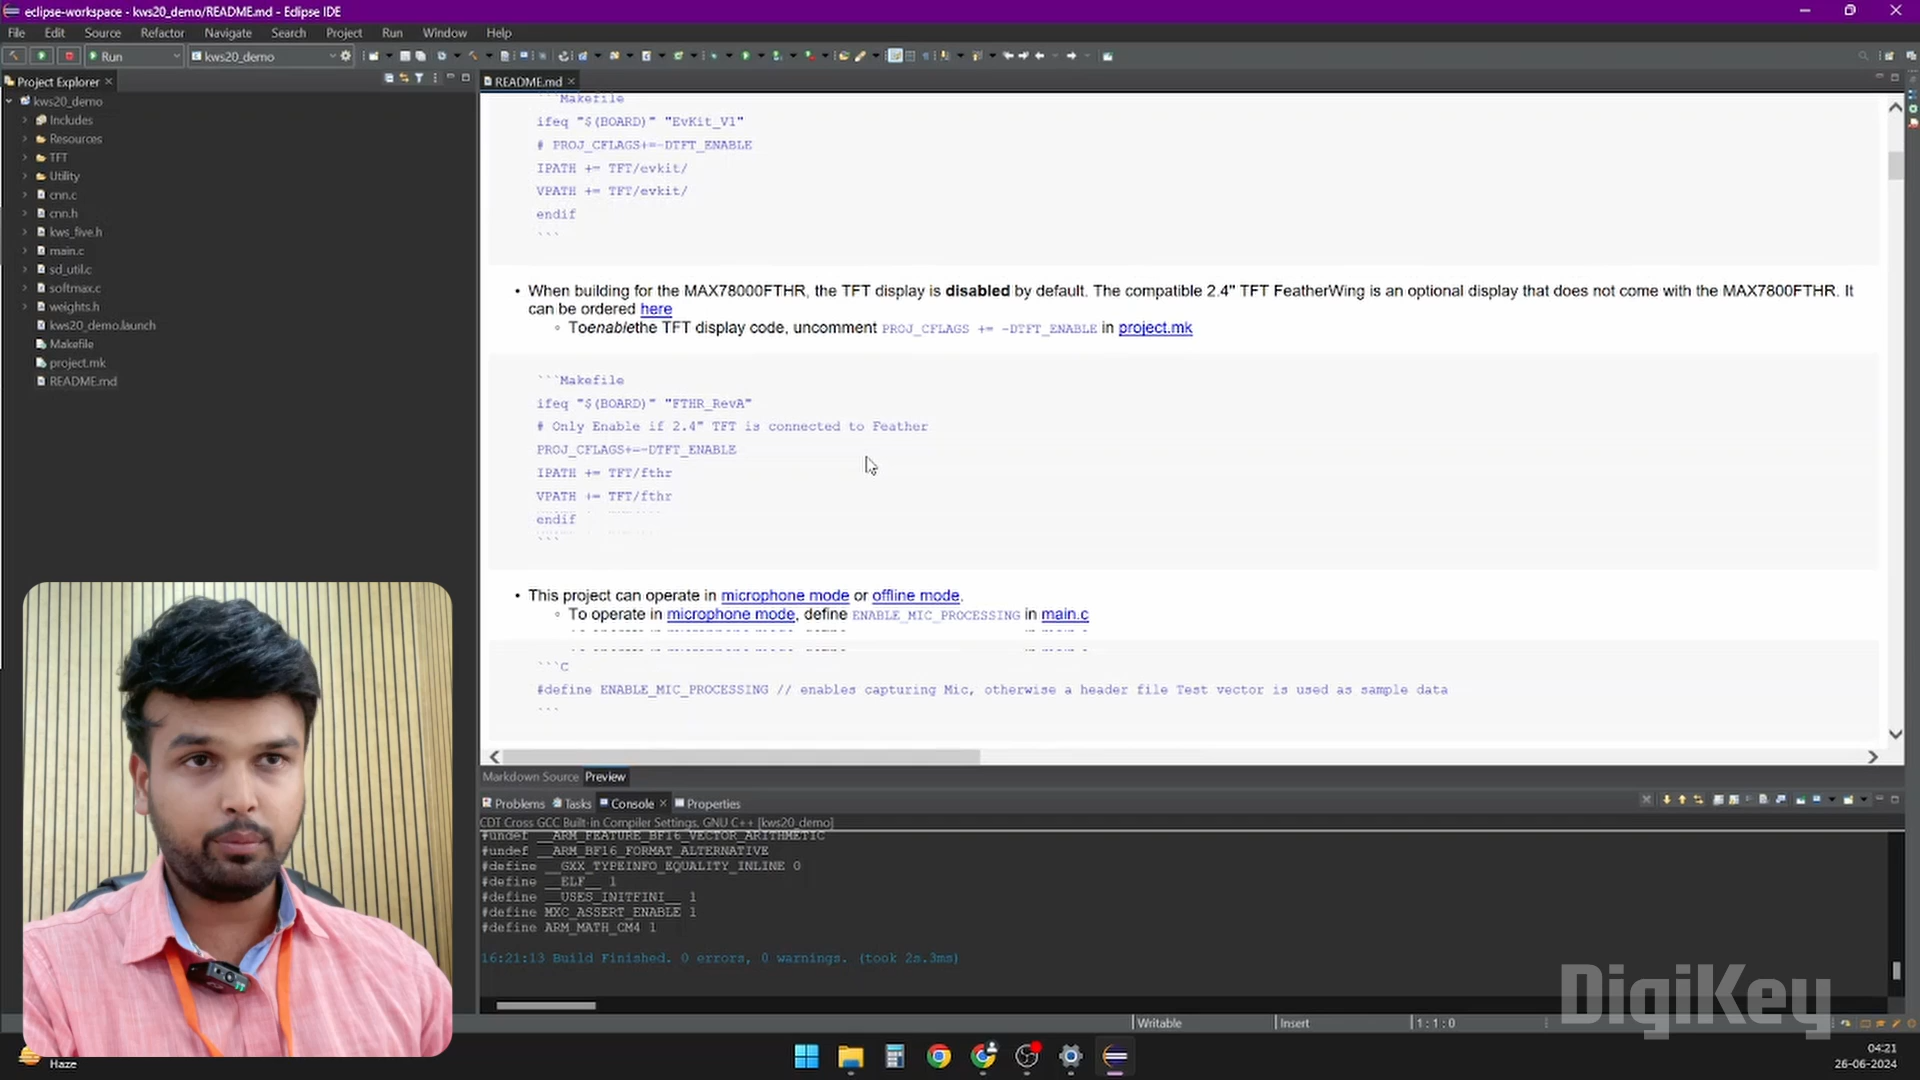 eclipse-workspace - kws20_demo/README.md - Eclipse IDE
File Edit Source Refactor Navigate Search Project Run Window Help
Run kws20_demo
Project Explorer
README.md
kws20_demo
Includes
Resources
TFT
Utility
cnn.c
cnn.h
kws_five.h
main.c
sd_util.c
softmax.c
weights.h
kws20_demo.launch
Makefile
project.mk
README.md
```Makefile
ifeq "$(BOARD)" "EvKit_V1"
# PROJ_CFLAGS+=-DTFT_ENABLE
IPATH += TFT/evkit/
VPATH += TFT/evkit/
endif
```
• When building for the MAX78000FTHR, the TFT display is disabled by default. The compatible 2.4" TFT FeatherWing is an optional display that does not come with the MAX7800FTHR. It
can be ordered here
◦ Toenablethe TFT display code, uncomment PROJ_CFLAGS += -DTFT_ENABLE in project.mk
```Makefile
ifeq "$(BOARD)" "FTHR_RevA"
# Only Enable if 2.4" TFT is connected to Feather
PROJ_CFLAGS+=-DTFT_ENABLE
IPATH += TFT/fthr
VPATH += TFT/fthr
endif
```
• This project can operate in microphone mode or offline mode.
◦ To operate in microphone mode, define ENABLE_MIC_PROCESSING in main.c
```C
#define ENABLE_MIC_PROCESSING // enables capturing Mic, otherwise a header file Test vector is used as sample data
```
Markdown Source Preview
Problems Tasks Console Properties
CDT Cross GCC Built-in Compiler Settings, GNU C++ [kws20_demo]
#undef __ARM_FEATURE_BF16_VECTOR_ARITHMETIC
#undef __ARM_BF16_FORMAT_ALTERNATIVE
#define __GXX_TYPEINFO_EQUALITY_INLINE 0
#define __ELF__ 1
#define __USES_INITFINI__ 1
#define MXC_ASSERT_ENABLE 1
#define ARM_MATH_CM4 1
16:21:13 Build Finished. 0 errors, 0 warnings. (took 2s.3ms)
DigiKey
Writable Insert 1 : 1 : 0
Haze
04:21
26-06-2024